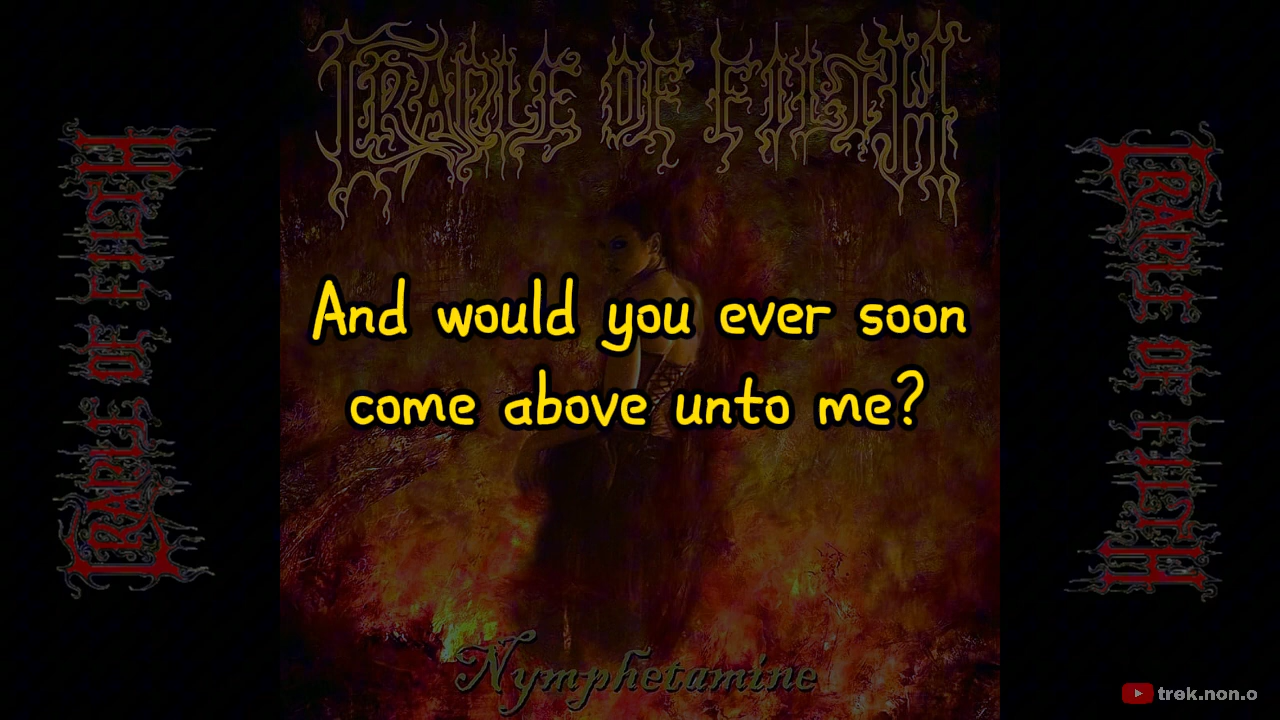 CRADLE OF FILTH
CRADLE OF FILTH
CRADLE OF FILTH
And would you ever soon
come above unto me?
Nymphetamine
trek.non.o